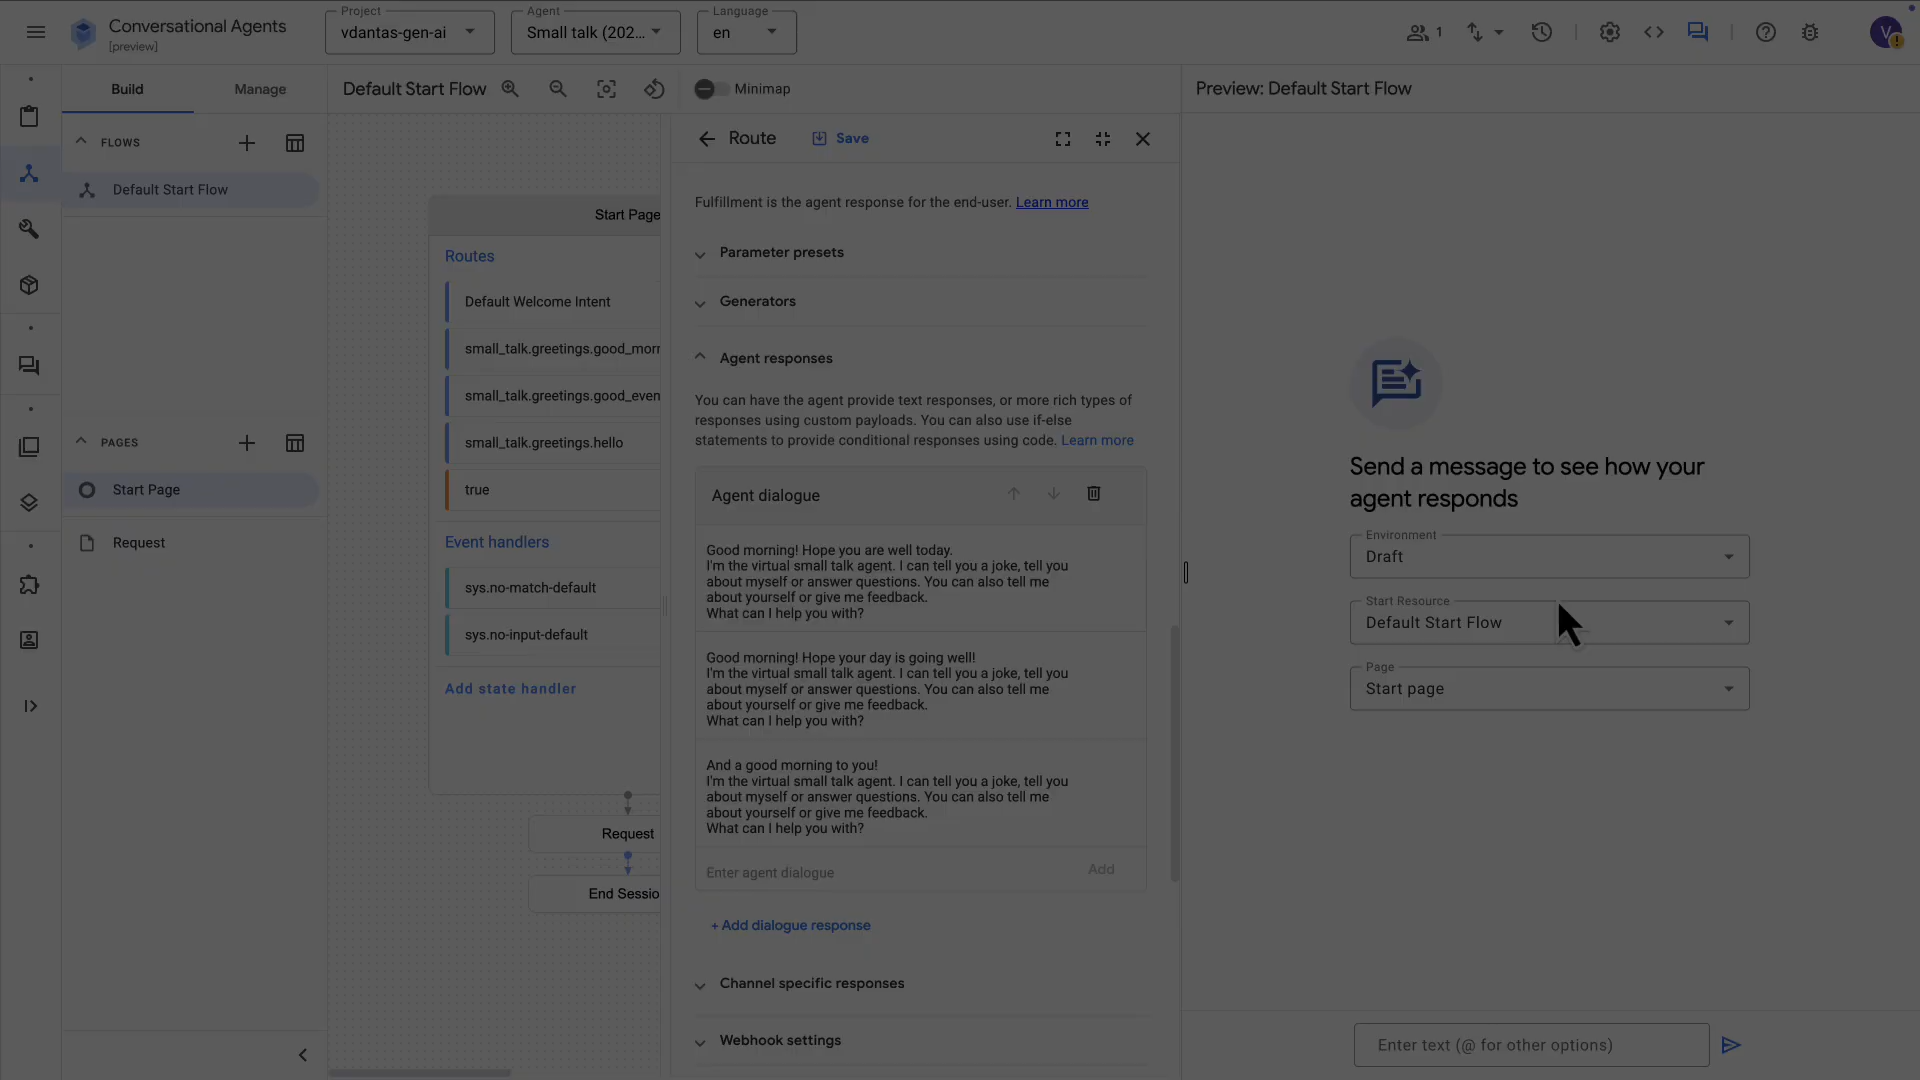 Conversational Agents
[preview]
Project
vdantas-gen-ai
Agent
Small talk (202...
Language
en
1
V
Build
Manage
FLOWS
Default Start Flow
PAGES
Start Page
Request
Default Start Flow
Minimap
Start Page
Routes
Default Welcome Intent
small_talk.greetings.good_morn
small_talk.greetings.good_even
small_talk.greetings.hello
true
Event handlers
sys.no-match-default
sys.no-input-default
Add state handler
Request
End Sessio
Route
Save
Fulfillment is the agent response for the end-user. Learn more
Parameter presets
Generators
Agent responses
You can have the agent provide text responses, or more rich types of
responses using custom payloads. You can also use if-else
statements to provide conditional responses using code. Learn more
Agent dialogue
Good morning! Hope you are well today.
I'm the virtual small talk agent. I can tell you a joke, tell you
about myself or answer questions. You can also tell me
about yourself or give me feedback.
What can I help you with?
Good morning! Hope your day is going well!
I'm the virtual small talk agent. I can tell you a joke, tell you
about myself or answer questions. You can also tell me
about yourself or give me feedback.
What can I help you with?
And a good morning to you!
I'm the virtual small talk agent. I can tell you a joke, tell you
about myself or answer questions. You can also tell me
about yourself or give me feedback.
What can I help you with?
Enter agent dialogue
Add
+ Add dialogue response
Channel specific responses
Webhook settings
Preview: Default Start Flow
Send a message to see how your
agent responds
Environment
Draft
Start Resource
Default Start Flow
Page
Start page
Enter text (@ for other options)